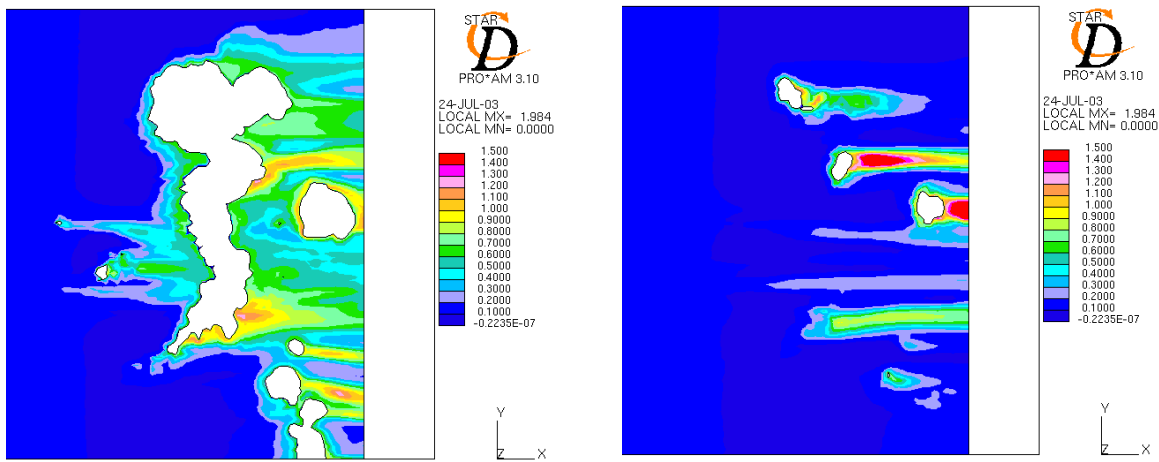 STAR
D
PRO*AM 3.10
24-JUL-03
LOCAL MX= 1.984
LOCAL MN= 0.0000
1.500
1.400
1.300
1.200
1.100
1.000
0.9000
0.8000
0.7000
0.6000
0.5000
0.4000
0.3000
0.2000
0.1000
-0.2235E-07
Y
Z
X
STAR
D
PRO*AM 3.10
24-JUL-03
LOCAL MX= 1.984
LOCAL MN= 0.0000
1.500
1.400
1.300
1.200
1.100
1.000
0.9000
0.8000
0.7000
0.6000
0.5000
0.4000
0.3000
0.2000
0.1000
-0.2235E-07
Y
Z
X